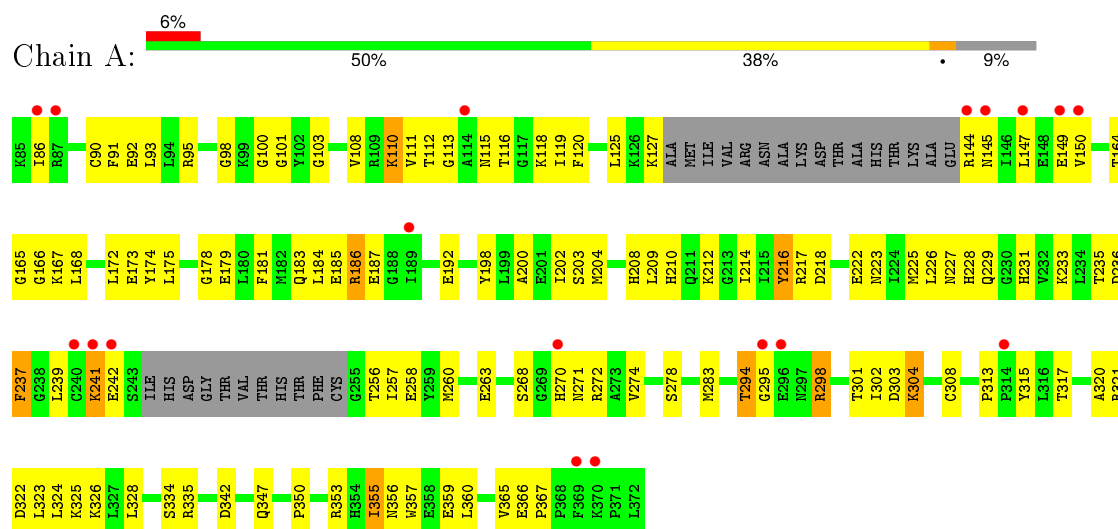 6%
Chain A:
50% 38% • 9%
K85 I86 R87 C90 F91 E92 L93 L94 R95 G98 K99 G100 G101 Y102 G103 V108 R109 K110 V111 T112 G113 A114 N115 T116 G117 K118 I119 F120 L125 K126 K127 ALA MET ILE VAL ARG ASN ALA LYS ASP THR ALA HIS THR LYS ALA GLU R144 N145 I146 L147 E148 E149 V150 T164
G165 G166 K167 L168 L172 E173 Y174 L175 G178 E179 L180 F181 M182 Q183 L184 E185 R186 E187 G188 I189 E192 Y198 L199 A200 E201 I202 S203 M204 H208 L209 H210 Q211 K212 G213 I214 I215 Y216 R217 D218 E222 N223 I224 M225 L226 N227 H228 Q229 G230 H231 V232 K233 L234 T235 D236
F237 G238 L239 C240 K241 E242 S243 ILE HIS ASP GLY THR VAL THR HIS THR PHE CYS G255 T256 I257 E258 Y259 M260 E263 S268 G269 H270 N271 R272 A273 V274 S278 M283 T294 G295 E296 N297 R298 T301 I302 D303 K304 C308 P313 P314 Y315 L316 T317 A320 R321
D322 L323 L324 K325 K326 L327 L328 S334 R335 D342 Q347 P350 R353 H354 I355 N356 W357 E358 E359 L360 V365 E366 P367 P368 F369 K370 P371 L372